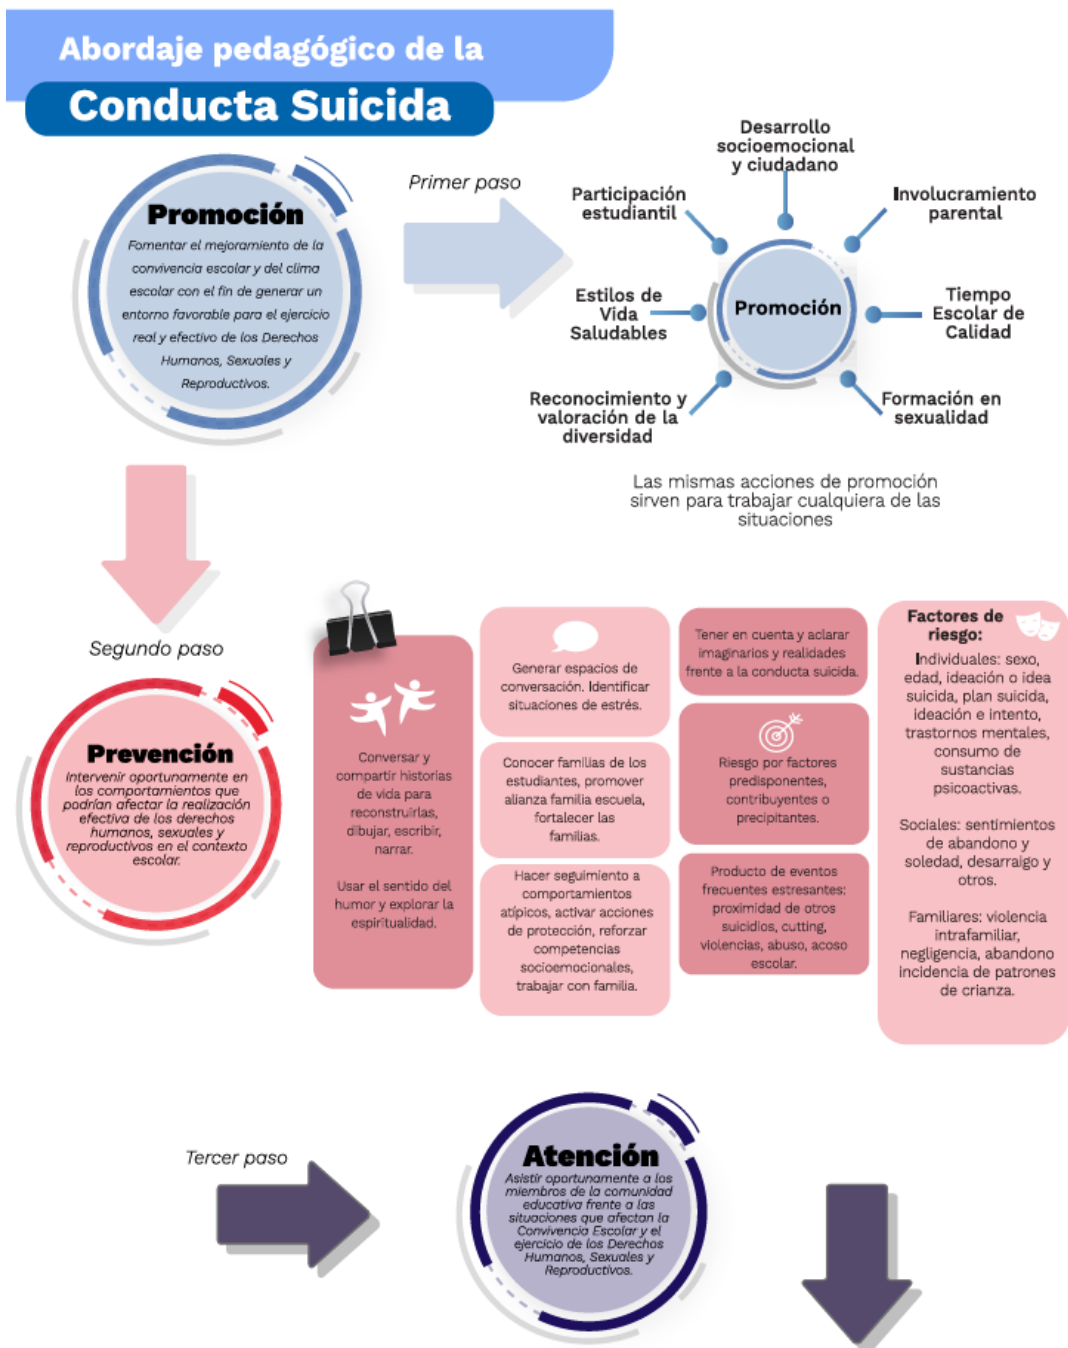 Abordaje pedagógico de la
Conducta Suicida
Promoción
Fomentar el mejoramiento de la
convivencia escolar y del clima
escolar con el fin de generar un
entorno favorable para el ejercicio
real y efectivo de los Derechos
Humanos, Sexuales y
Reproductivos.
Primer paso
Desarrollo
socioemocional
y ciudadano
Participación
estudiantil
Involucramiento
parental
Estilos de
Vida
Saludables
Promoción
Tiempo
Escolar de
Calidad
Reconocimiento y
valoración de la
diversidad
Formación en
sexualidad
Las mismas acciones de promoción
sirven para trabajar cualquiera de las
situaciones
Segundo paso
Prevención
Intervenir oportunamente en
los comportamientos que
podrían afectar la realización
efectiva de los derechos
humanos, sexuales y
reproductivos en el contexto
escolar.
Conversar y
compartir historias
de vida para
reconstruirlas,
dibujar, escribir,
narrar.
Usar el sentido del
humor y explorar la
espiritualidad.
Generar espacios de
conversación. Identificar
situaciones de estrés.
Conocer familias de los
estudiantes, promover
alianza familia escuela,
fortalecer las
familias.
Hacer seguimiento a
comportamientos
atípicos, activar acciones
de protección, reforzar
competencias
socioemocionales,
trabajar con familia.
Tener en cuenta y aclarar
imaginarios y realidades
frente a la conducta suicida.
Riesgo por factores
predisponentes,
contribuyentes o
precipitantes.
Producto de eventos
frecuentes estresantes:
proximidad de otros
suicidios, cutting,
violencias, abuso, acoso
escolar.
Factores de
riesgo:
Individuales: sexo,
edad, ideación o idea
suicida, plan suicida,
ideación e intento,
trastornos mentales,
consumo de
sustancias
psicoactivas.
Sociales: sentimientos
de abandono y
soledad, desarraigo y
otros.
Familiares: violencia
intrafamiliar,
negligencia, abandono
incidencia de patrones
de crianza.
Tercer paso
Atención
Asistir oportunamente a los
miembros de la comunidad
educativa frente a las
situaciones que afectan la
Convivencia Escolar y el
ejercicio de los Derechos
Humanos, Sexuales y
Reproductivos.